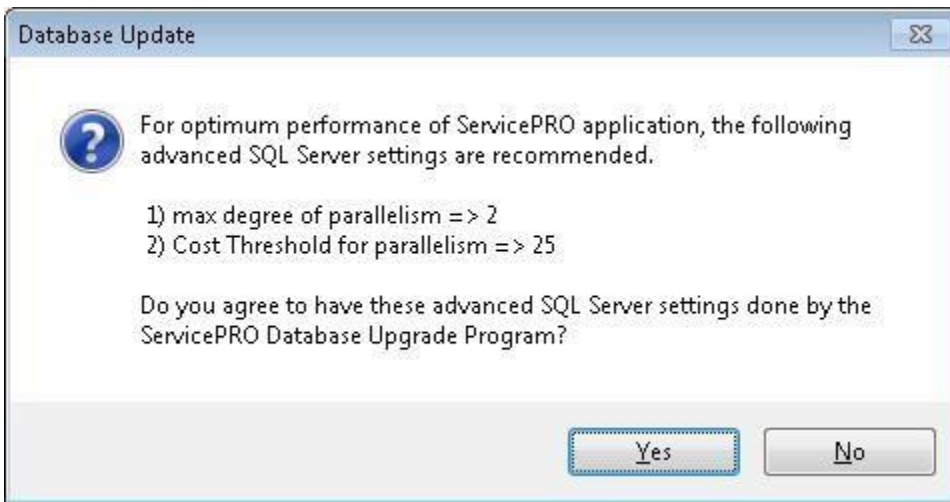 Database Update
For optimum performance of ServicePRO application, the following
advanced SQL Server settings are recommended.
1) max degree of parallelism => 2
2) Cost Threshold for parallelism => 25
Do you agree to have these advanced SQL Server settings done by the
ServicePRO Database Upgrade Program?
Yes
No